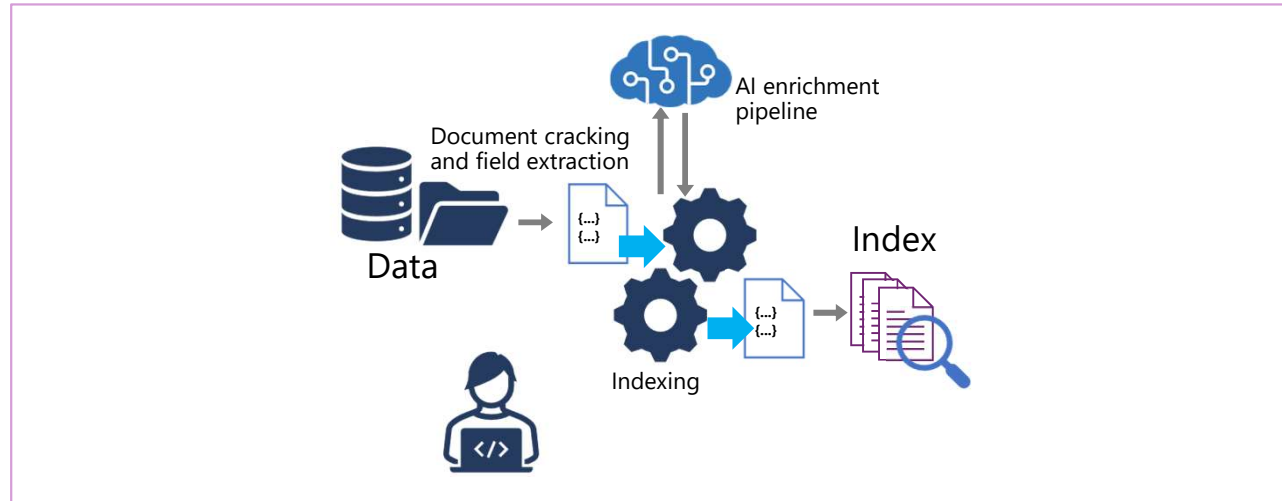 AI enrichment
pipeline
Document cracking
and field extraction
{...}
{...}
Data
Index
{...}
{...}
Indexing
</>